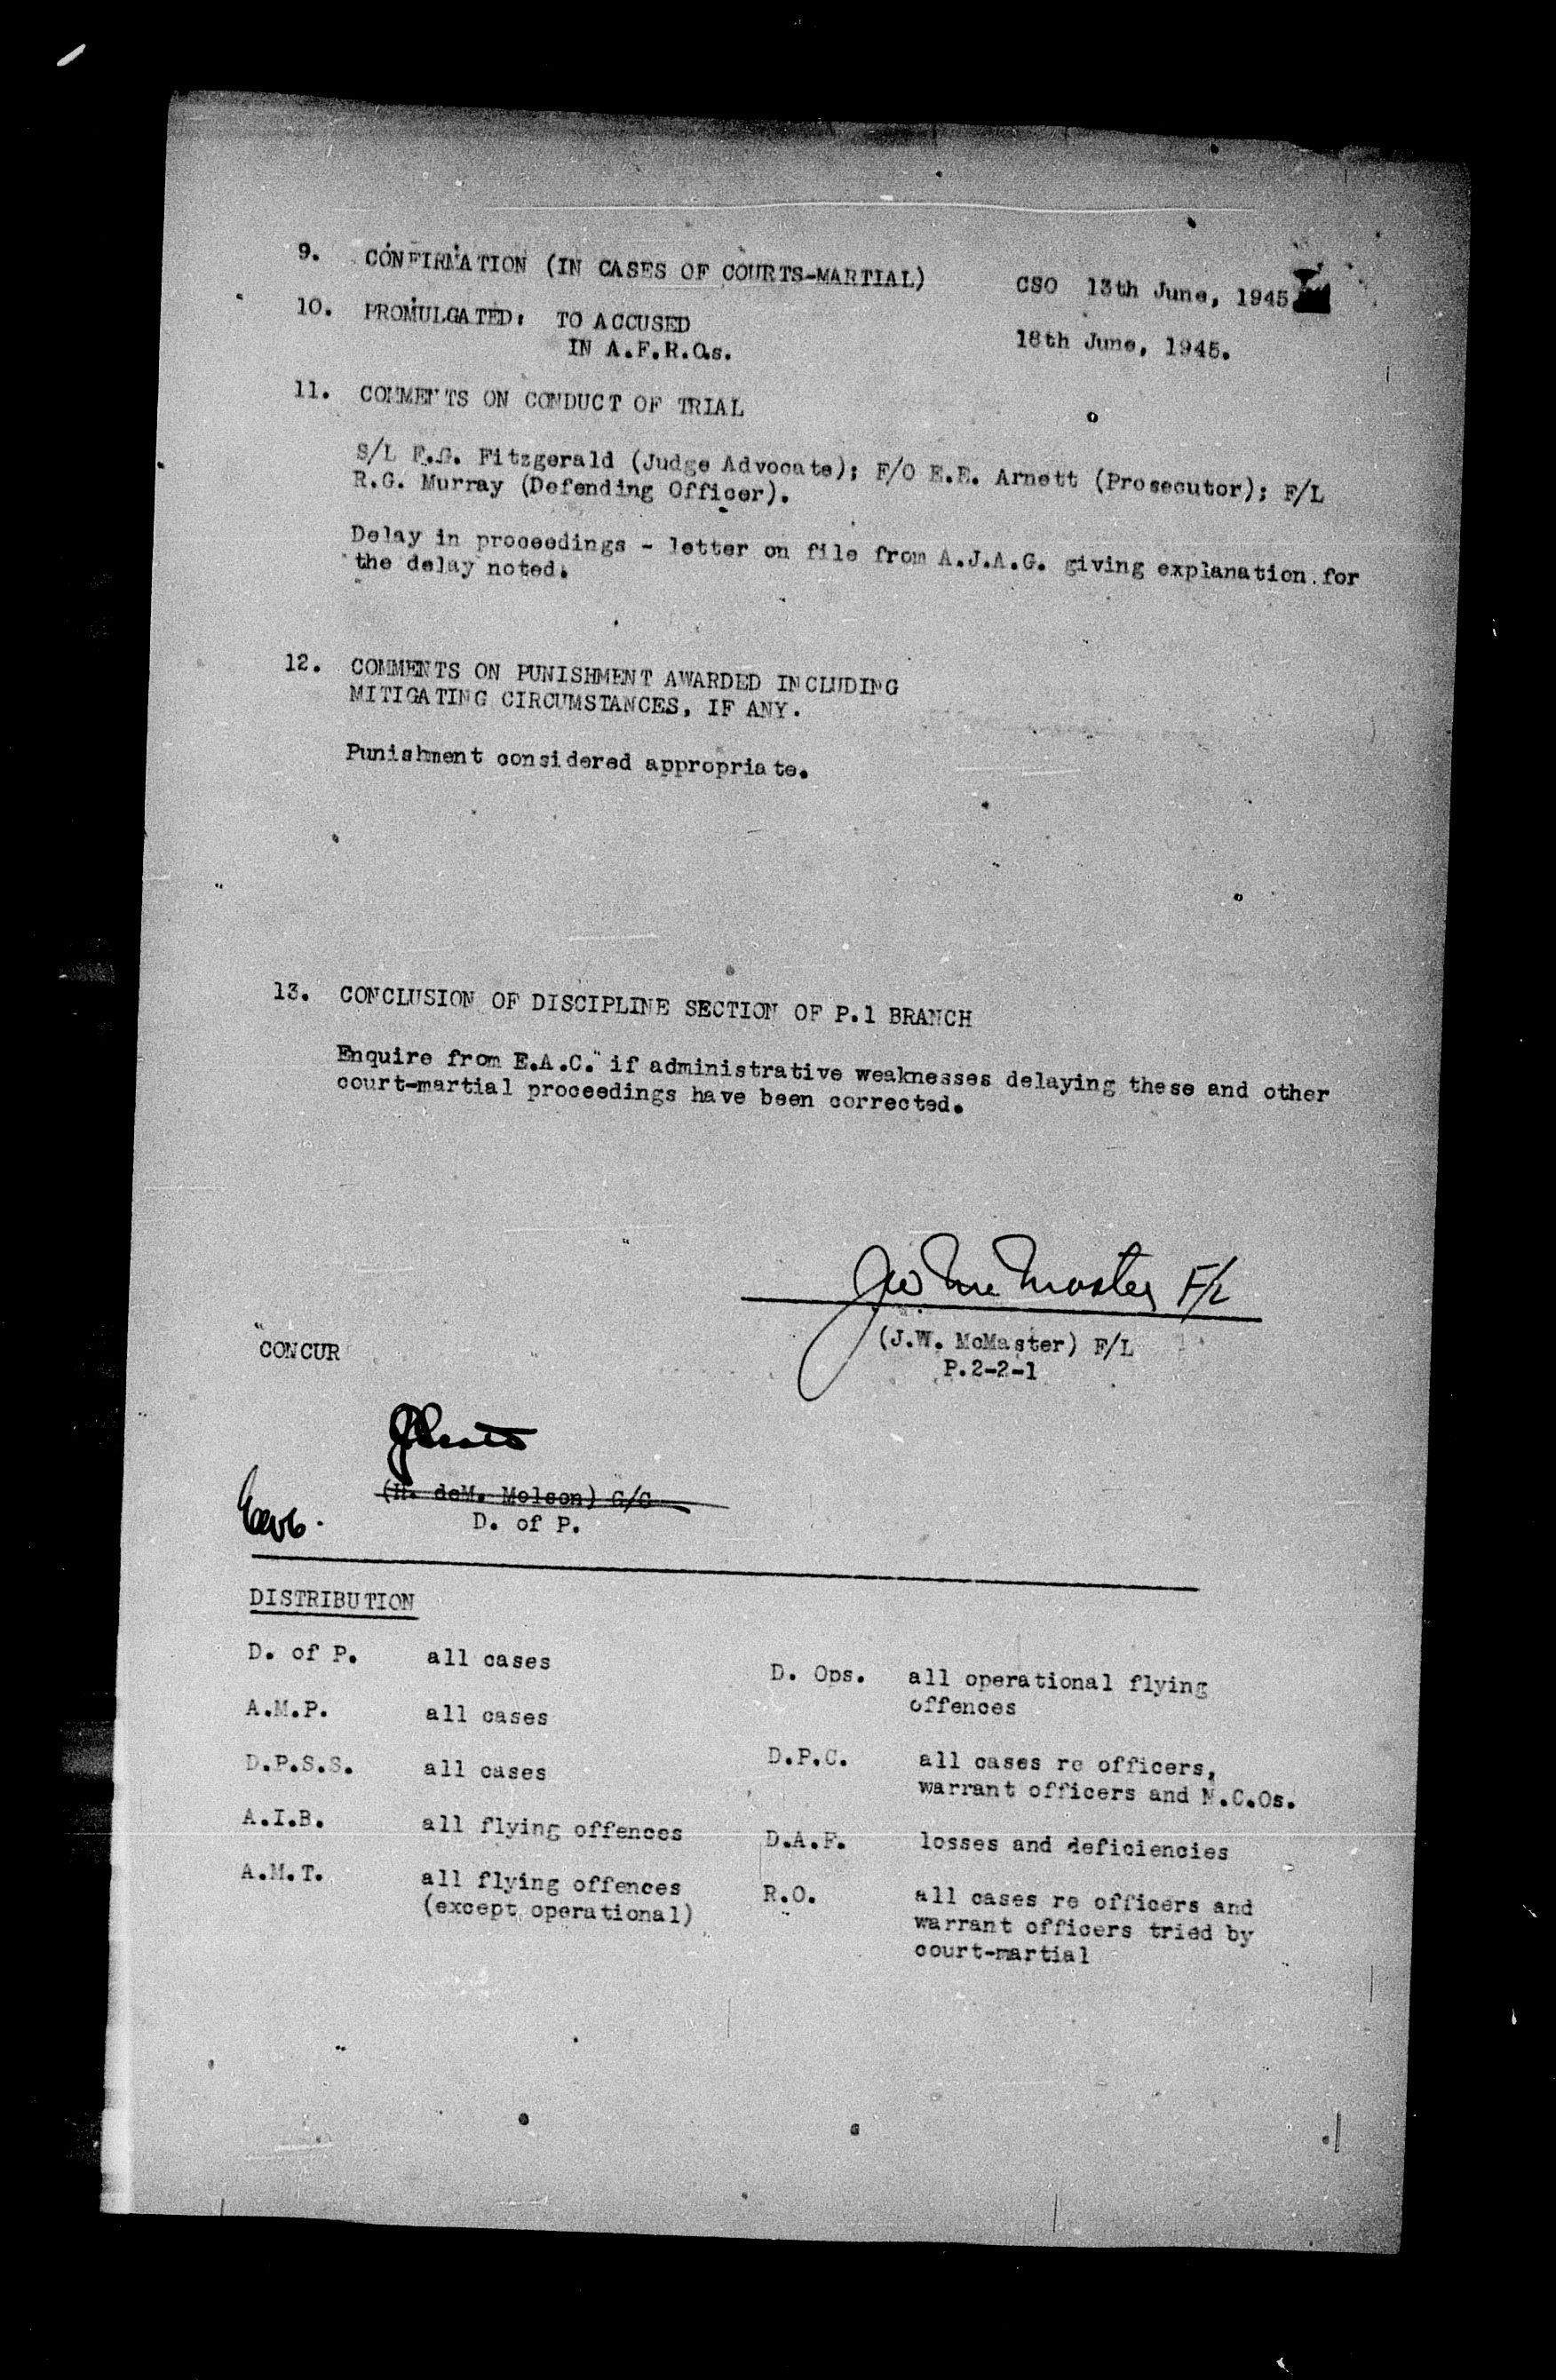 9. CONFIRMATION (IN CASES OF COURTS-MARTIAL) CSO 13th June, 1945
10. PROMULGATED: TO ACCUSED 18th June, 1945.
IN A.F.R.Os.
11. COMMENTS ON CONDUCT OF TRIAL
S/L F.G. Fitzgerald (Judge Advocate); F/O E.E. Arnett (Prosecutor); F/L
R.G. Murray (Defending Officer).
Delay in proceedings - letter on file from A.J.A.G. giving explanation for
the delay noted.
12. COMMENTS ON PUNISHMENT AWARDED INCLUDING
MITIGATING CIRCUMSTANCES, IF ANY.
Punishment considered appropriate.
13. CONCLUSION OF DISCIPLINE SECTION OF P.1 BRANCH
Enquire from E.A.C. if administrative weaknesses delaying these and other
court-martial proceedings have been corrected.
JW McMaster F/L
(J.W. McMaster) F/L
P.2-2-1
CONCUR
(H. deM. Molson) G/C
D. of P.
DISTRIBUTION
D. of P. all cases
A.M.P. all cases
D.P.S.S. all cases
A.I.B. all flying offences
A.M.T. all flying offences
(except operational)
D. Ops. all operational flying
offences
D.P.C. all cases re officers,
warrant officers and N.C.Os.
D.A.F. losses and deficiencies
R.O. all cases re officers and
warrant officers tried by
court-martial